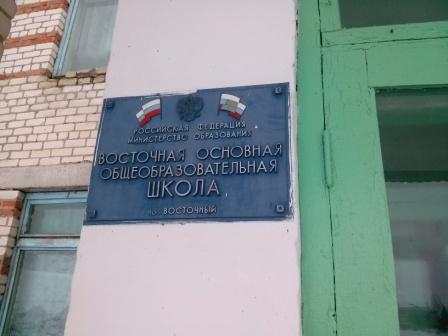 РОССИЙСКАЯ ФЕДЕРАЦИЯ
МИНИСТЕРСТВО ОБРАЗОВАНИЯ
ВОСТОЧНАЯ ОСНОВНАЯ
ОБЩЕОБРАЗОВАТЕЛЬНАЯ
ШКОЛА
ВОСТОЧНЫЙ